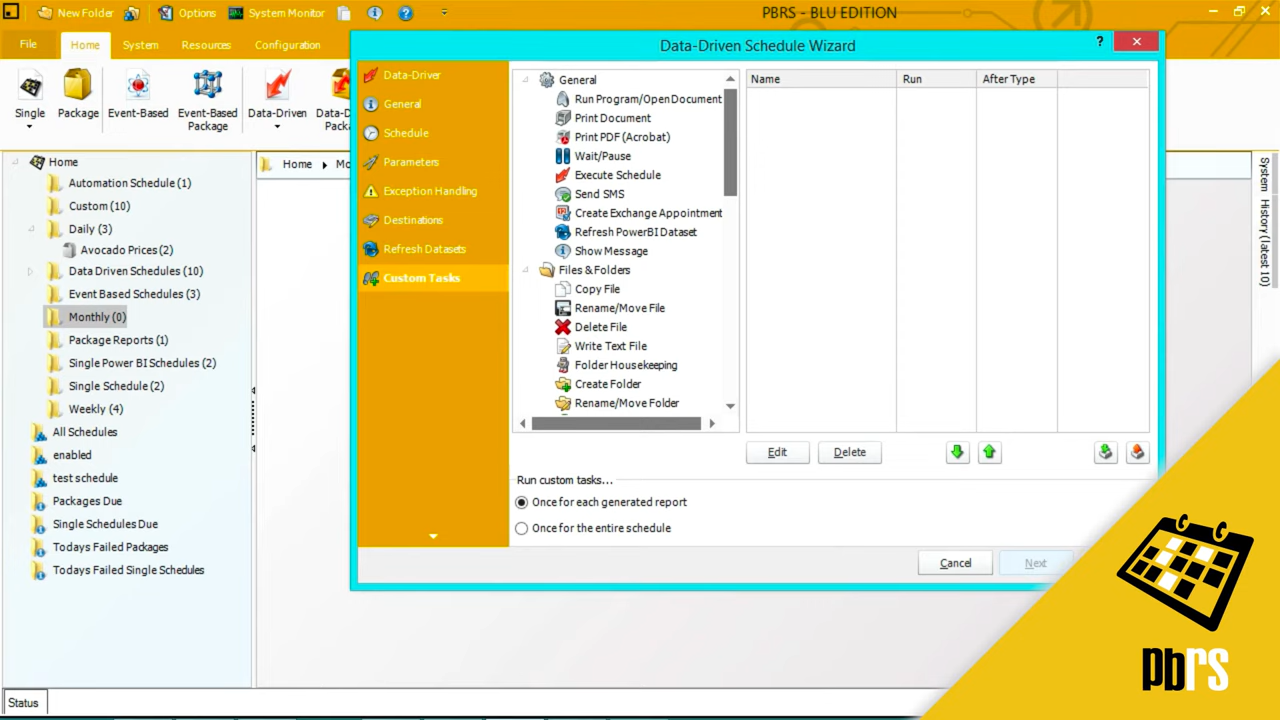 New Folder
Options
System Monitor
PBRS - BLU EDITION
File
Home
System
Resources
Configuration
Single
Package
Event-Based
Event-Based Package
Data-Driven
Data-D
Packa
Data-Driven Schedule Wizard
?
Home
Automation Schedule (1)
Custom (10)
Daily (3)
Avocado Prices (2)
Data Driven Schedules (10)
Event Based Schedules (3)
Monthly (0)
Package Reports (1)
Single Power BI Schedules (2)
Single Schedule (2)
Weekly (4)
All Schedules
enabled
test schedule
Packages Due
Single Schedules Due
Todays Failed Packages
Todays Failed Single Schedules
Home
Mo
Data-Driver
General
Schedule
Parameters
Exception Handling
Destinations
Refresh Datasets
Custom Tasks
General
Run Program/Open Document
Print Document
Print PDF (Acrobat)
Wait/Pause
Execute Schedule
Send SMS
Create Exchange Appointment
Refresh PowerBI Dataset
Show Message
Files & Folders
Copy File
Rename/Move File
Delete File
Write Text File
Folder Housekeeping
Create Folder
Rename/Move Folder
Name
Run
After Type
Edit
Delete
Run custom tasks...
Once for each generated report
Once for the entire schedule
Cancel
Next
System History (latest 10)
pbrs
Status